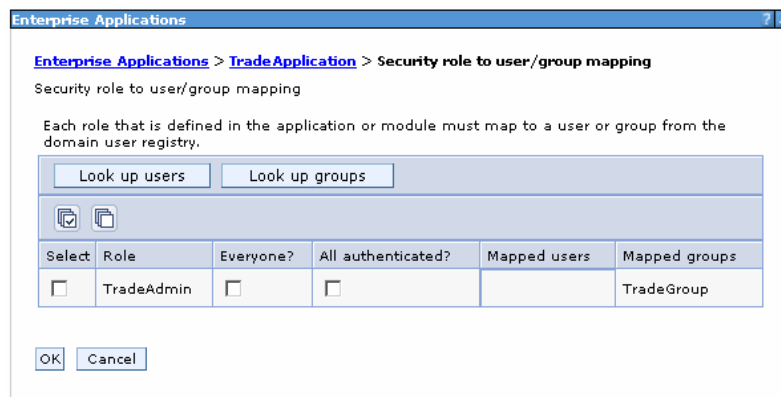 Enterprise Applications ?
Enterprise Applications > TradeApplication > Security role to user/group mapping
Security role to user/group mapping
Each role that is defined in the application or module must map to a user or group from the
domain user registry.
Look up users Look up groups
Select Role Everyone? All authenticated? Mapped users Mapped groups
TradeAdmin TradeGroup
OK Cancel